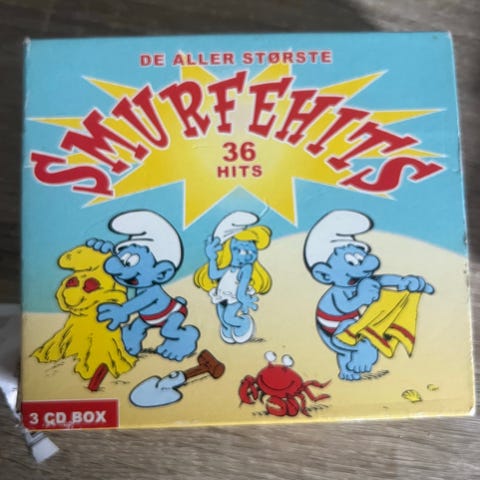 DE ALLER STØRSTE
SMURFEHITS
36
HITS
3 CD BOX